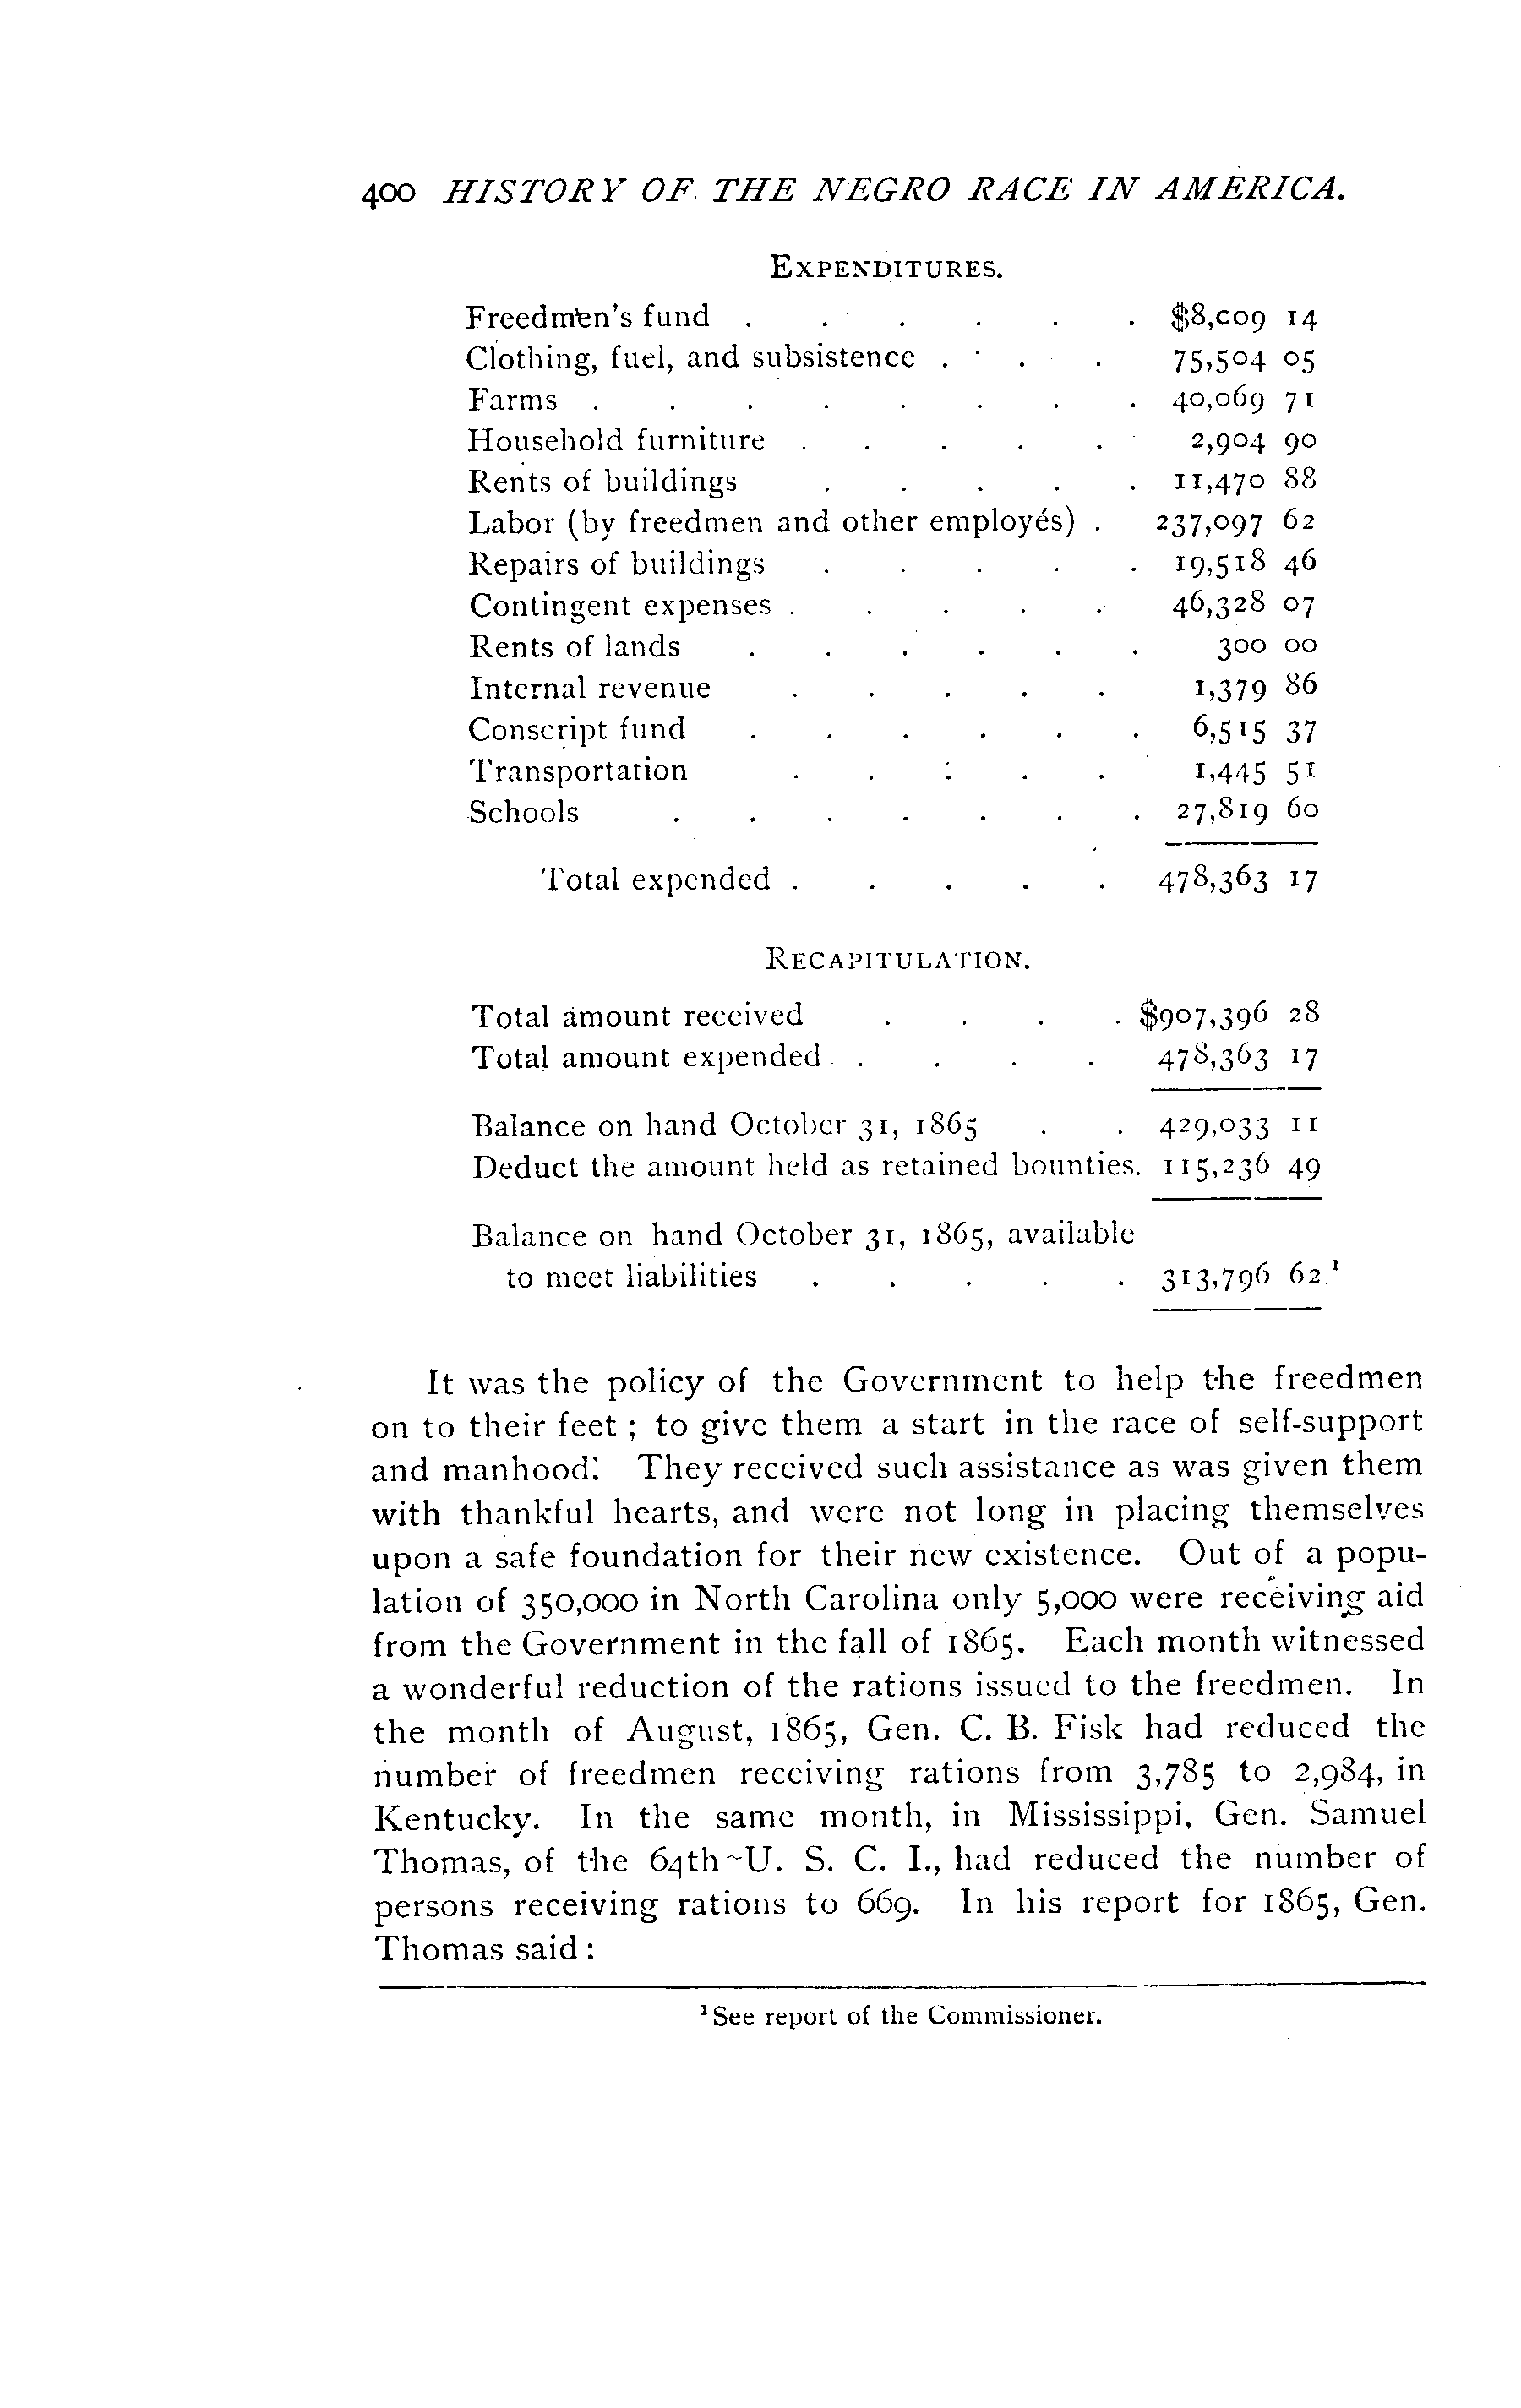 400 HISTORY OF THE NEGRO RACE IN AMERICA.
EXPENDITURES.
Freedmen's fund . . . . . . $8,009 14
Clothing, fuel, and subsistence . . . 75,504 05
Farms . . . . . . . . 40,069 71
Household furniture . . . . . 2,904 90
Rents of buildings . . . . . 11,470 88
Labor (by freedmen and other employés) . 237,097 62
Repairs of buildings . . . . . 19,518 46
Contingent expenses . . . . . 46,328 07
Rents of lands . . . . . . 300 00
Internal revenue . . . . . 1,379 86
Conscript fund . . . . . . 6,515 37
Transportation . . . . . 1,445 51
Schools . . . . . . . 27,819 60
Total expended . . . . . 478,363 17
RECAPITULATION.
Total amount received . . . . $907,396 28
Total amount expended . . . . 478,363 17
Balance on hand October 31, 1865 . . 429,033 11
Deduct the amount held as retained bounties. 115,236 49
Balance on hand October 31, 1865, available
to meet liabilities . . . . . 313,796 62.¹
It was the policy of the Government to help the freedmen
on to their feet ; to give them a start in the race of self-support
and manhood. They received such assistance as was given them
with thankful hearts, and were not long in placing themselves
upon a safe foundation for their new existence. Out of a popu-
lation of 350,000 in North Carolina only 5,000 were receiving aid
from the Government in the fall of 1865. Each month witnessed
a wonderful reduction of the rations issued to the freedmen. In
the month of August, 1865, Gen. C. B. Fisk had reduced the
number of freedmen receiving rations from 3,785 to 2,984, in
Kentucky. In the same month, in Mississippi, Gen. Samuel
Thomas, of the 64th U. S. C. I., had reduced the number of
persons receiving rations to 669. In his report for 1865, Gen.
Thomas said :
¹ See report of the Commissioner.